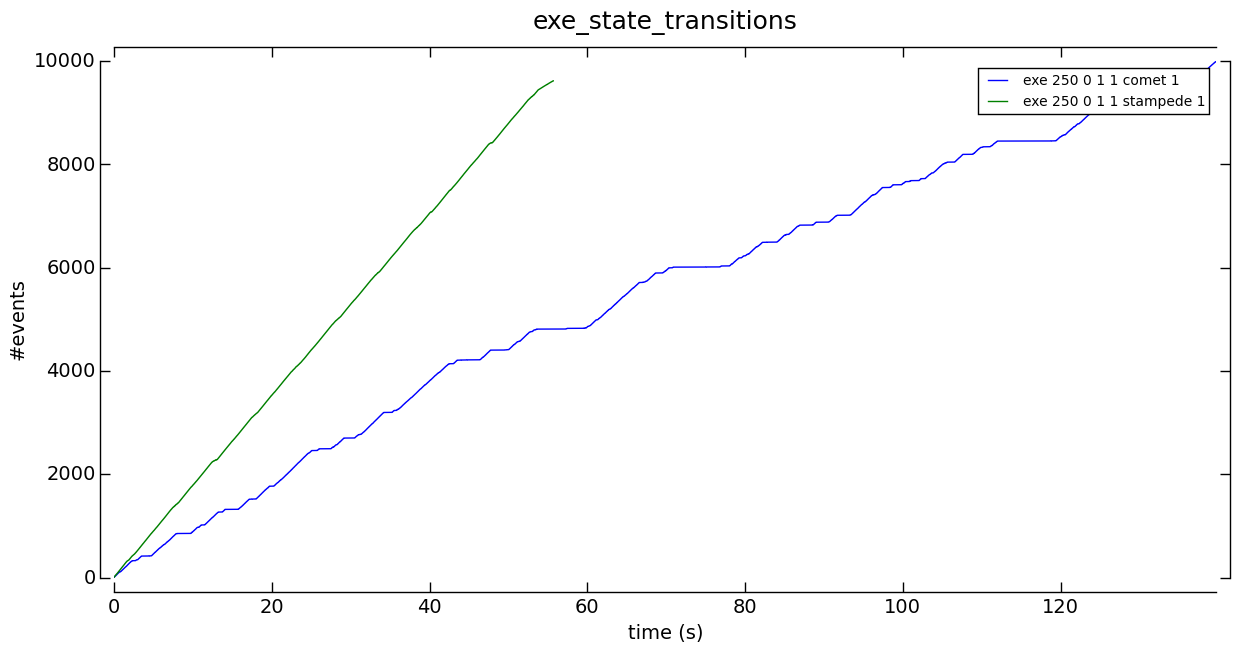 exe_state_transitions
10000
8000
6000
4000
2000
0
#events
exe 250 0 1 1 comet 1
exe 250 0 1 1 stampede 1
0 20 40 60 80 100 120
time (s)